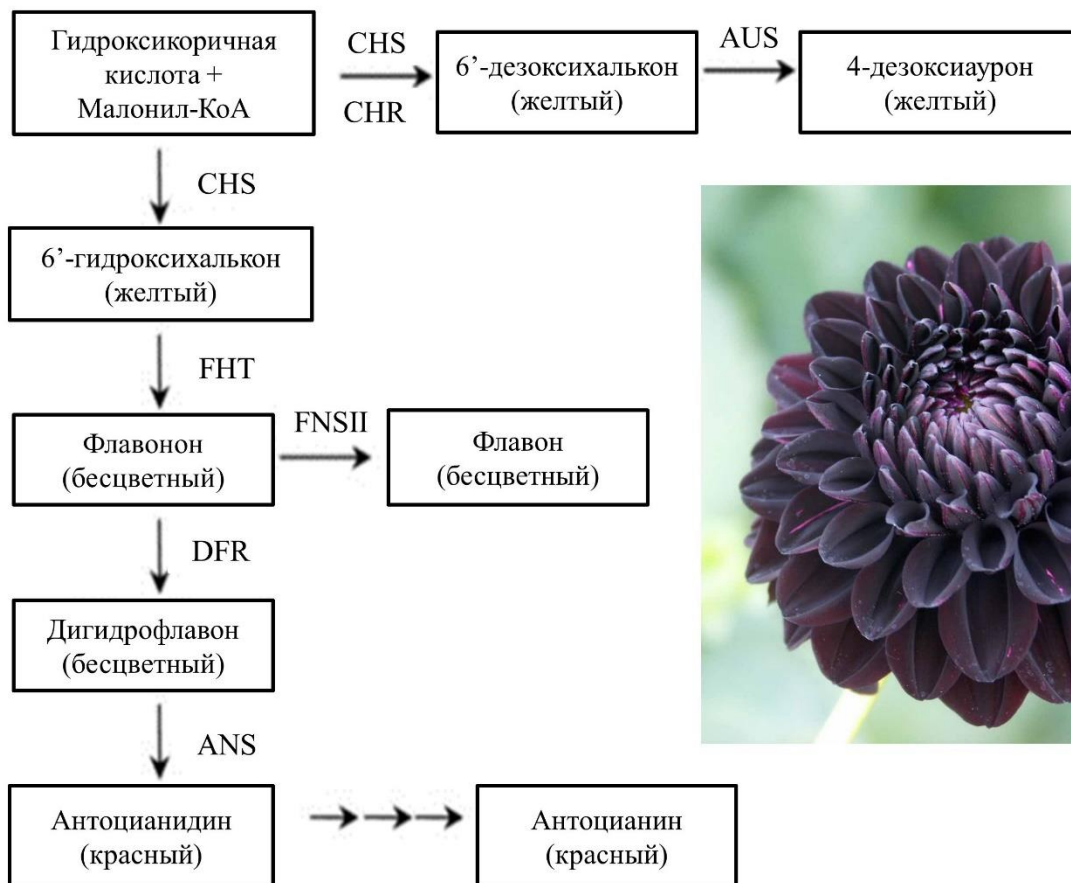 Гидроксикоричная
кислота +
Малонил-КоА
CHS
CHR
6’-дезоксихалькон
(желтый)
AUS
4-дезоксиаурон
(желтый)
CHS
6’-гидроксихалькон
(желтый)
FHT
Флавонон
(бесцветный)
FNSII
Флавон
(бесцветный)
DFR
Дигидрофлавон
(бесцветный)
ANS
Антоцианидин
(красный)
Антоцианин
(красный)